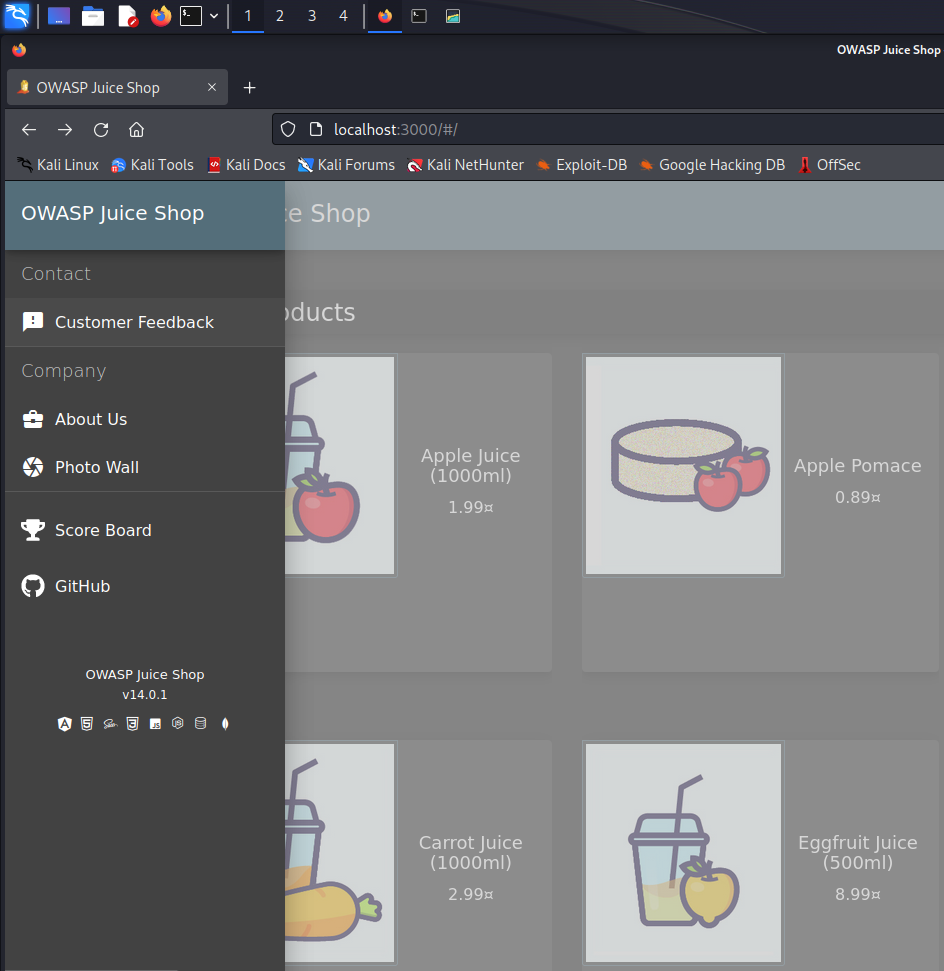 1 2 3 4
OWASP Juice Shop
OWASP Juice Shop
localhost:3000/#/
Kali Linux Kali Tools Kali Docs Kali Forums Kali NetHunter Exploit-DB Google Hacking DB OffSec
OWASP Juice Shop
ce Shop
Contact
oducts
Customer Feedback
Company
About Us
Photo Wall
Score Board
GitHub
OWASP Juice Shop
v14.0.1
Apple Juice
(1000ml)
1.99¤
Apple Pomace
0.89¤
Carrot Juice
(1000ml)
2.99¤
Eggfruit Juice
(500ml)
8.99¤